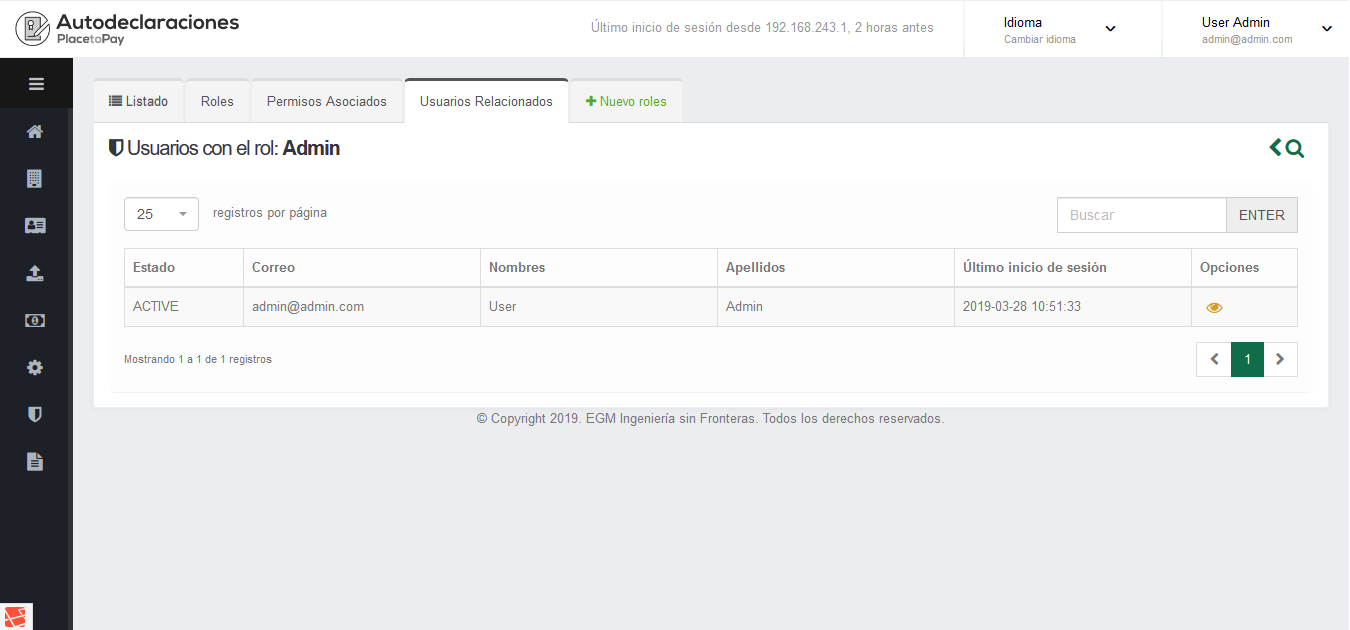 Autodeclaraciones
PlacetoPay
Último inicio de sesión desde 192.168.243.1, 2 horas antes
Idioma
Cambiar idioma
User Admin
admin@admin.com
Listado
Roles
Permisos Asociados
Usuarios Relacionados
Nuevo roles
Usuarios con el rol: Admin
25
registros por página
Buscar
ENTER
Estado Correo Nombres Apellidos Último inicio de sesión Opciones
ACTIVE admin@admin.com User Admin 2019-03-28 10:51:33
Mostrando 1 a 1 de 1 registros
1
© Copyright 2019. EGM Ingeniería sin Fronteras. Todos los derechos reservados.